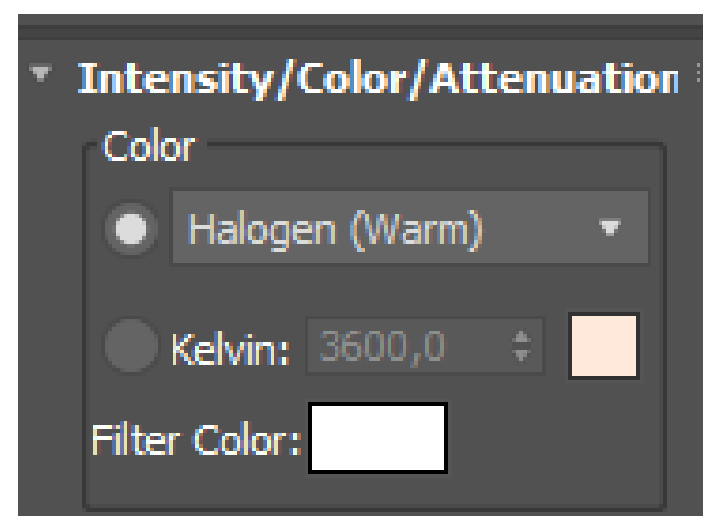 Intensity/Color/Attenuation
Color
Halogen (Warm)
Kelvin: 3600,0
Filter Color: